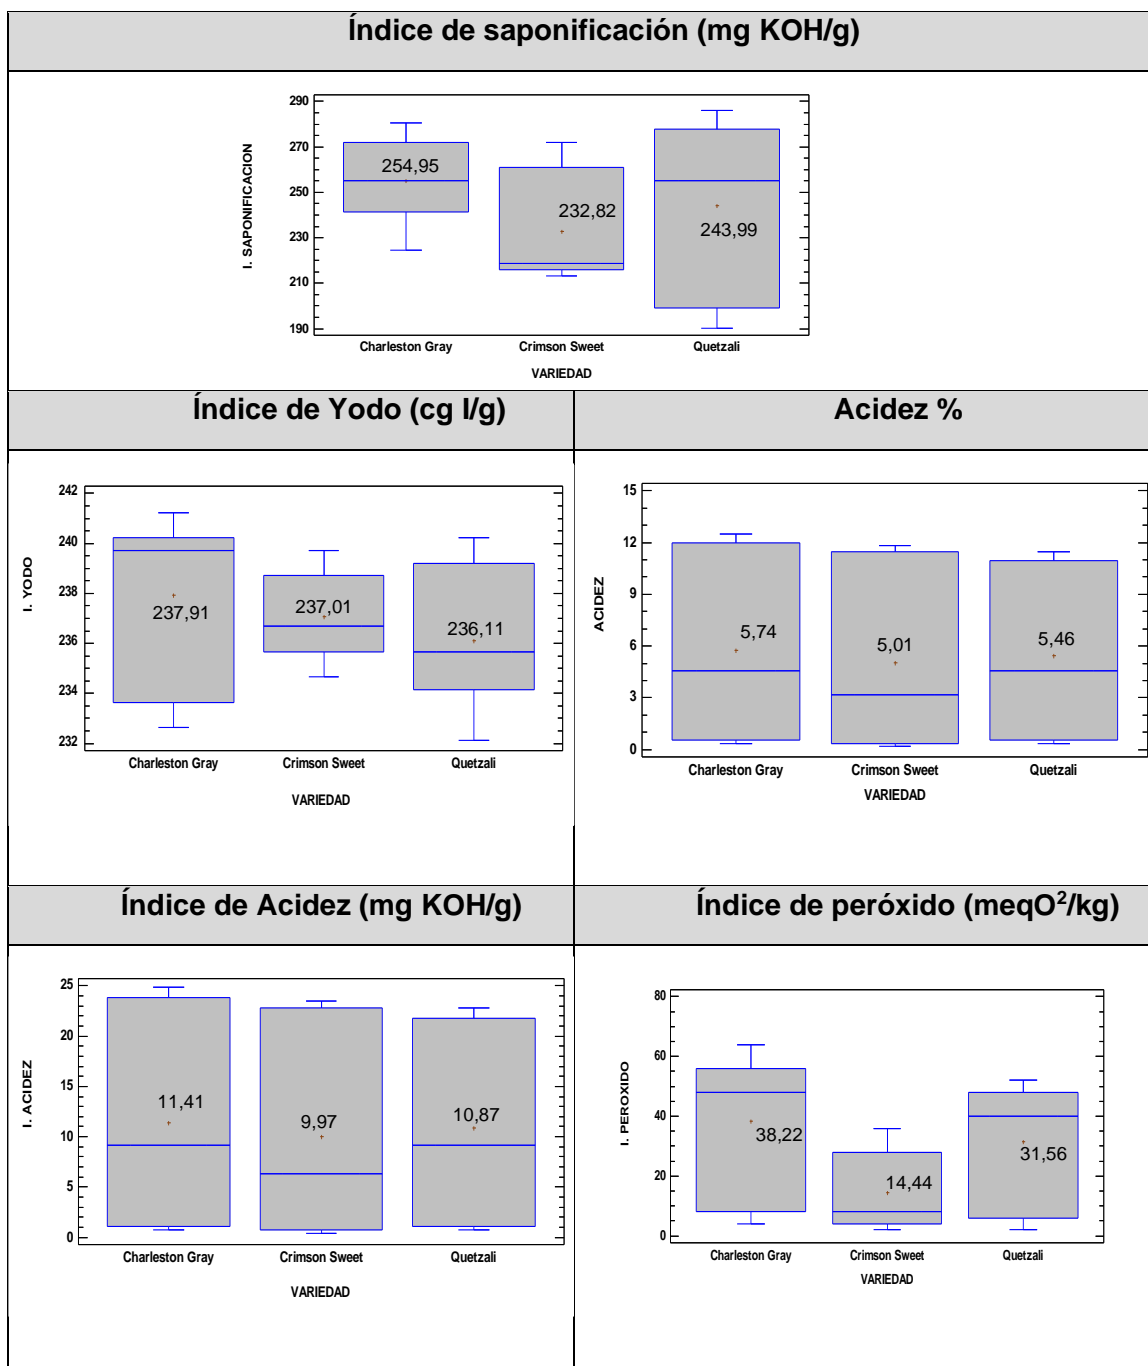 Índice de saponificación (mg KOH/g)
290
270
250
230
210
190
I. SAPONIFICACION
254,95
232,82
243,99
Charleston Gray
Crimson Sweet
Quetzali
VARIEDAD
Índice de Yodo (cg I/g)
242
240
238
236
234
232
I. YODO
237,91
237,01
236,11
Charleston Gray
Crimson Sweet
Quetzali
VARIEDAD
Acidez %
15
12
9
6
3
0
ACIDEZ
5,74
5,01
5,46
Charleston Gray
Crimson Sweet
Quetzali
VARIEDAD
Índice de Acidez (mg KOH/g)
25
20
15
10
5
0
I. ACIDEZ
11,41
9,97
10,87
Charleston Gray
Crimson Sweet
Quetzali
VARIEDAD
Índice de peróxido (meqO²/kg)
80
60
40
20
0
I. PEROXIDO
38,22
14,44
31,56
Charleston Gray
Crimson Sweet
Quetzali
VARIEDAD